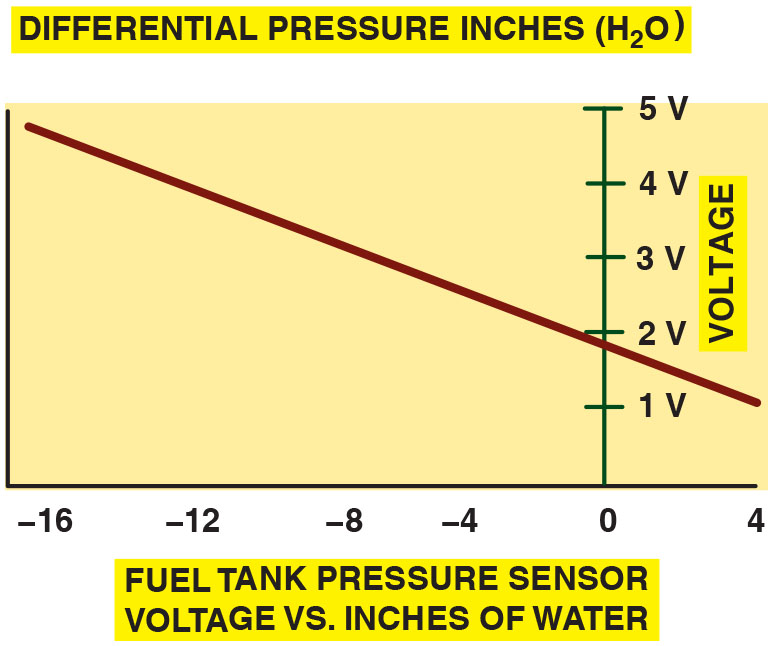 DIFFERENTIAL PRESSURE INCHES (H₂O)
5 V
4 V
3 V
2 V
1 V
VOLTAGE
−16 −12 −8 −4 0 4
FUEL TANK PRESSURE SENSOR
VOLTAGE VS. INCHES OF WATER